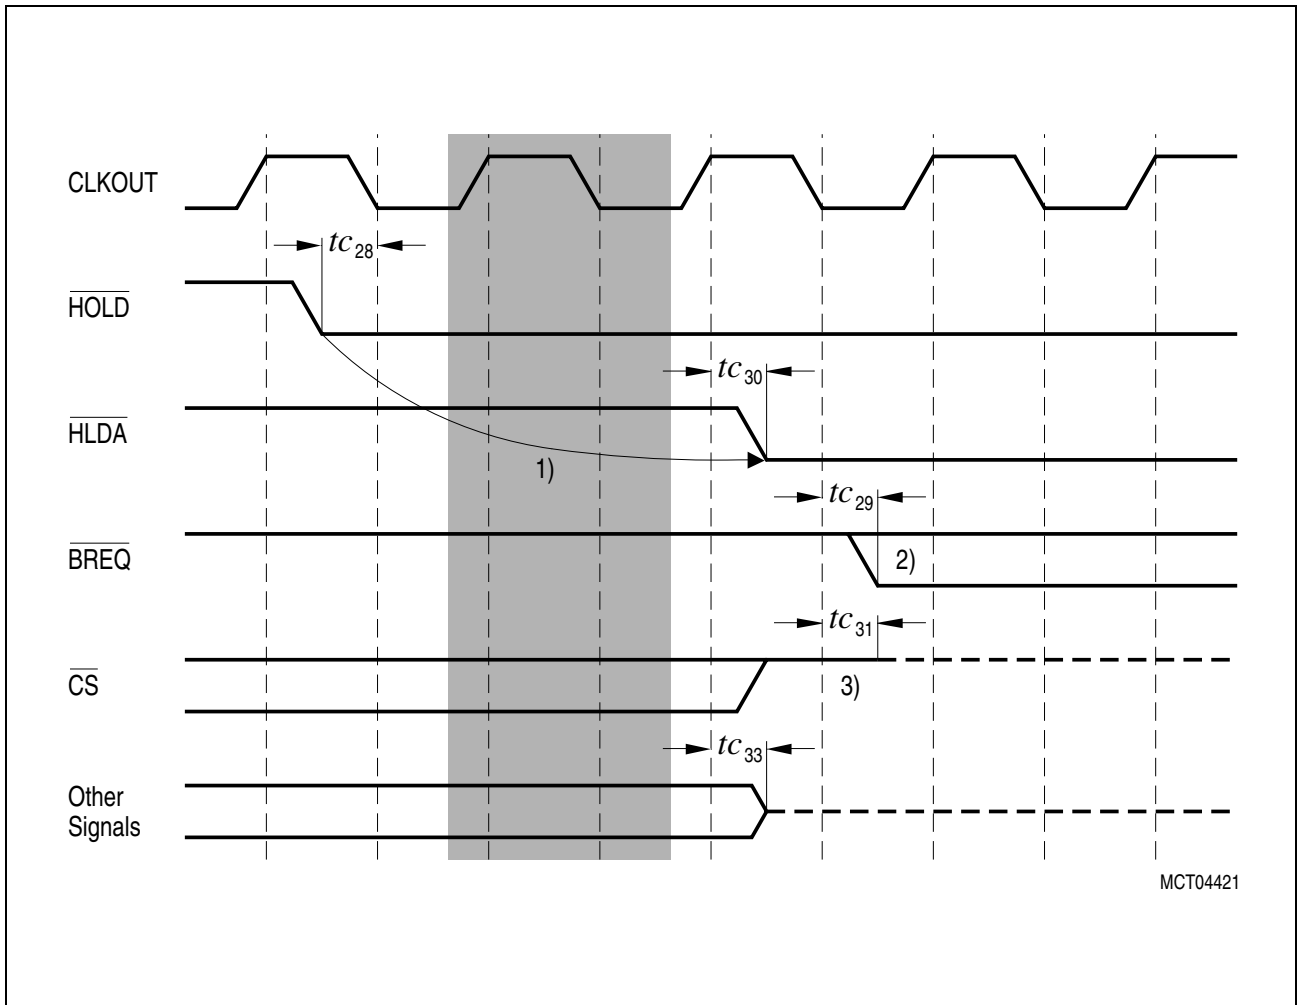 CLKOUT
tc28
HOLD
tc30
HLDA
1)
tc29
BREQ
2)
tc31
CS
3)
tc33
Other
Signals
MCT04421